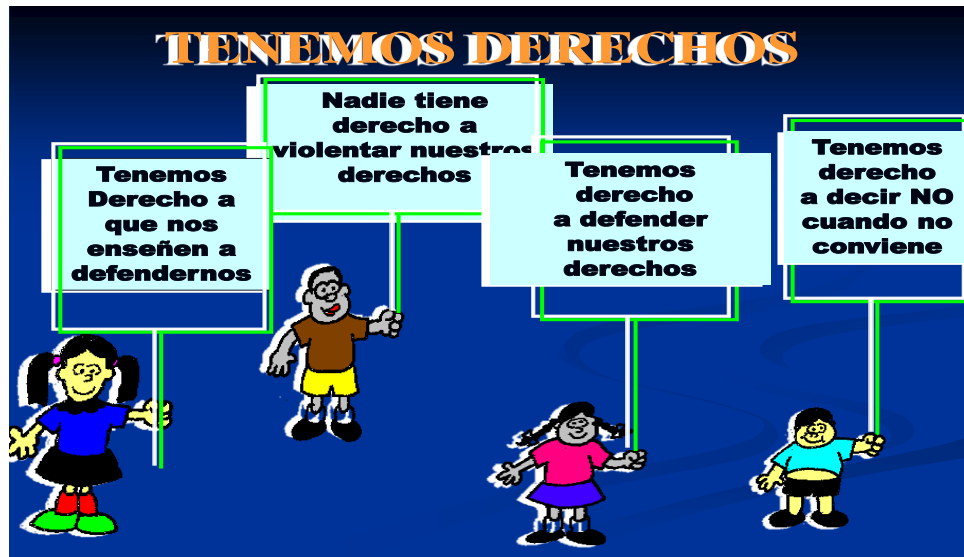 TENEMOS DERECHOS
Nadie tiene
derecho a
violentar nuestros
derechos
Tenemos
Derecho a
que nos
enseñen a
defendernos
Tenemos
derecho
a defender
nuestros
derechos
Tenemos
derecho
a decir NO
cuando no
conviene